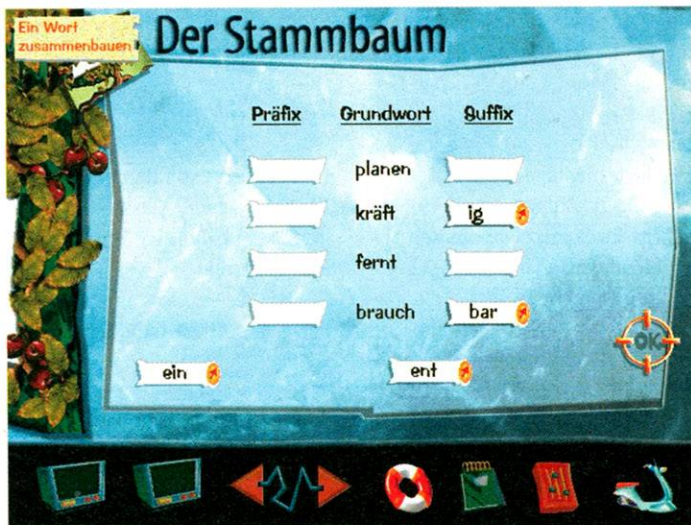 Ein Wort
zusammenbauen
Der Stammbaum
Präfix Grundwort Suffix
planen
kräft ig
fernt
brauch bar
OK
ein ent